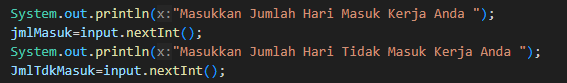 System.out.println(x:"Masukkan Jumlah Hari Masuk Kerja Anda ");
jmlMasuk=input.nextInt();
System.out.println(x:"Masukkan Jumlah Hari Tidak Masuk Kerja Anda ");
JmlTdkMasuk=input.nextInt();